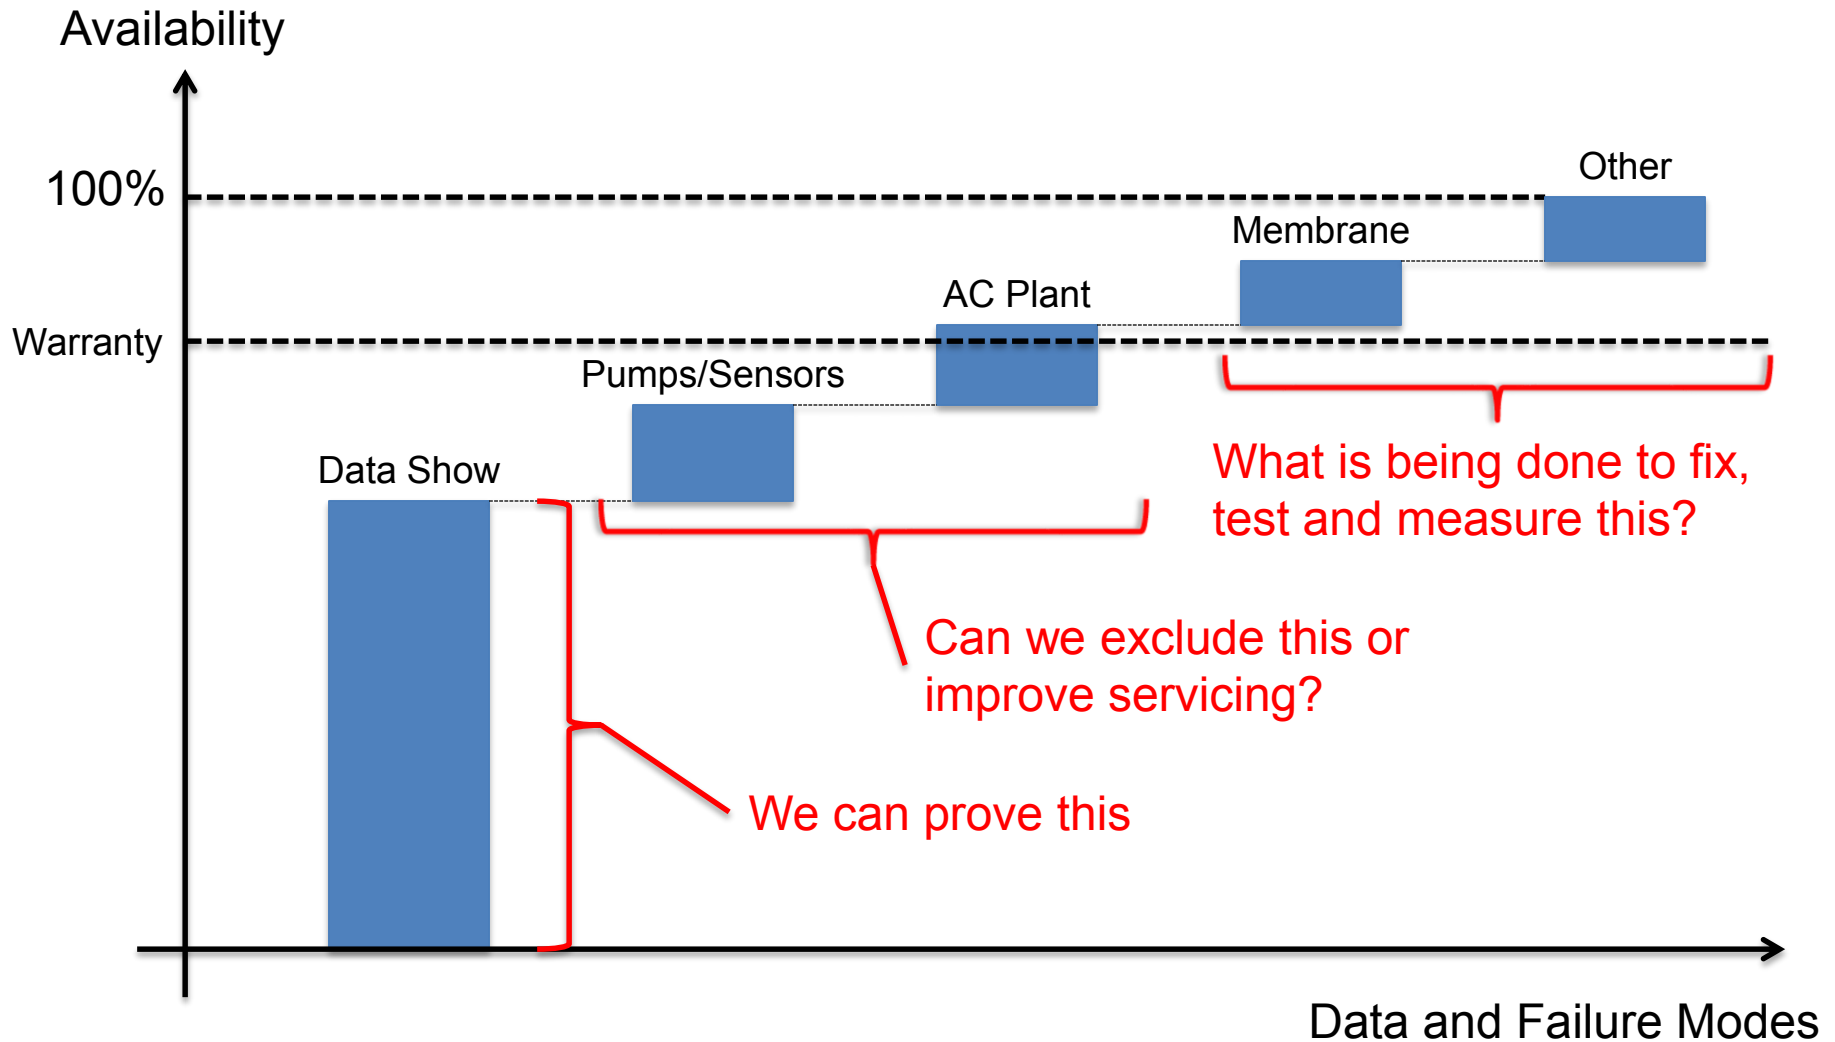 Availability
100%
Other
Membrane
AC Plant
Warranty
Pumps/Sensors
Data Show
What is being done to fix,
test and measure this?
Can we exclude this or
improve servicing?
We can prove this
Data and Failure Modes